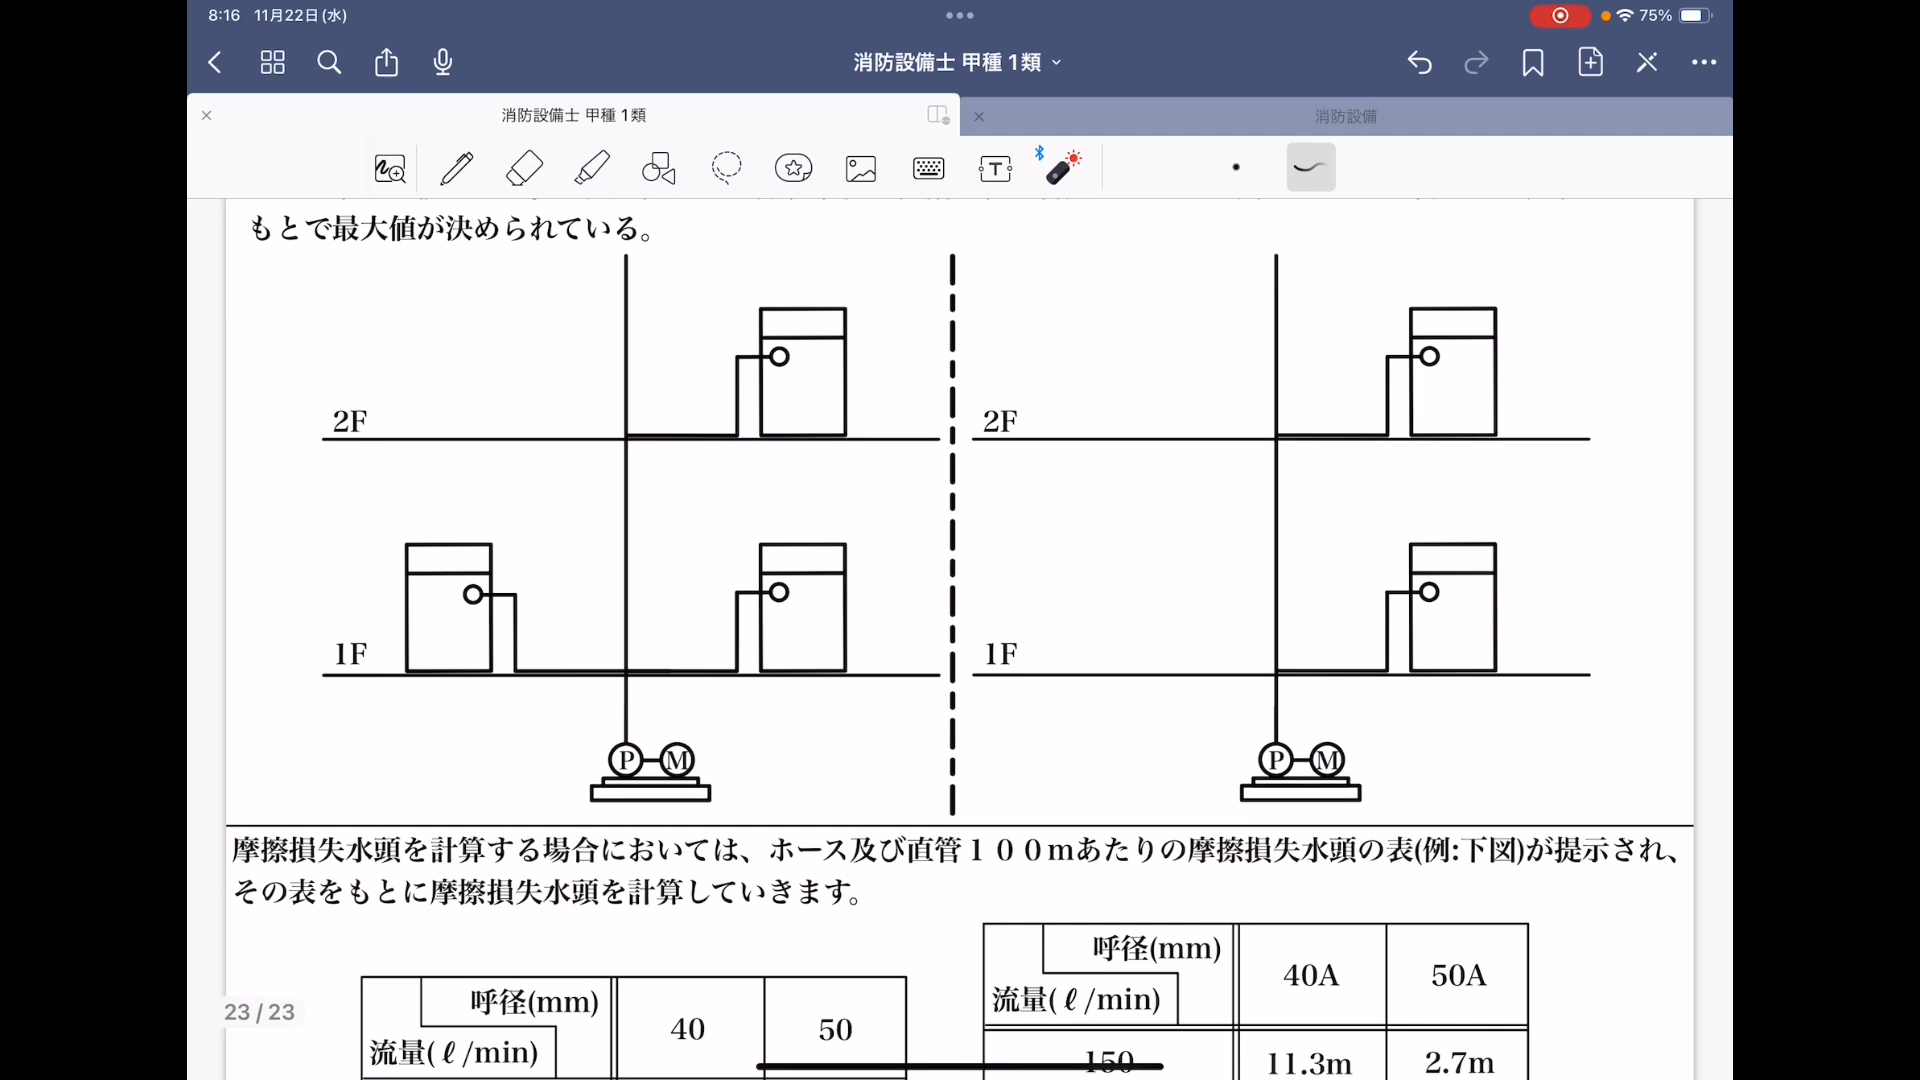 8:16 11月22日(水)
75%
消防設備士 甲種 1類
消防設備士 甲種 1類
消防設備
もとで最大値が決められている。
2F
2F
1F
1F
P M
P M
摩擦損失水頭を計算する場合においては、ホース及び直管１００mあたりの摩擦損失水頭の表(例:下図)が提示され、
その表をもとに摩擦損失水頭を計算していきます。
呼径(mm)
流量(ℓ/min)
40
50
呼径(mm)
流量(ℓ/min)
40A
50A
150
11.3m
2.7m
23 / 23